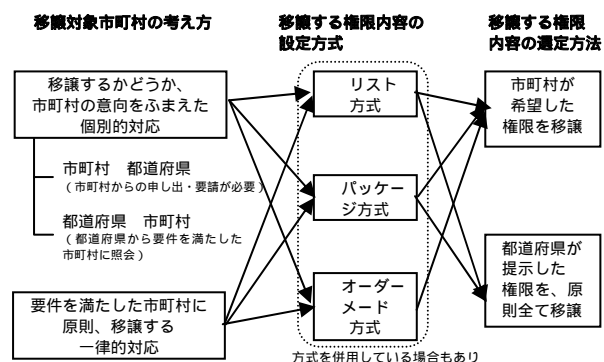 移譲対象市町村の考え方
移譲するかどうか、
市町村の意向をふまえた
個別的対応
市町村　都道府県
（市町村からの申し出・要請が必要）
都道府県　市町村
（都道府県から要件を満たした
市町村に照会）
要件を満たした市町村に
原則、移譲する
一律的対応
移譲する権限内容の
設定方式
リスト
方式
パッケー
ジ方式
オーダー
メード
方式
方式を併用している場合もあり
移譲する権限
内容の選定方法
市町村が
希望した
権限を移譲
都道府県が
提示した
権限を、原
則全て移譲